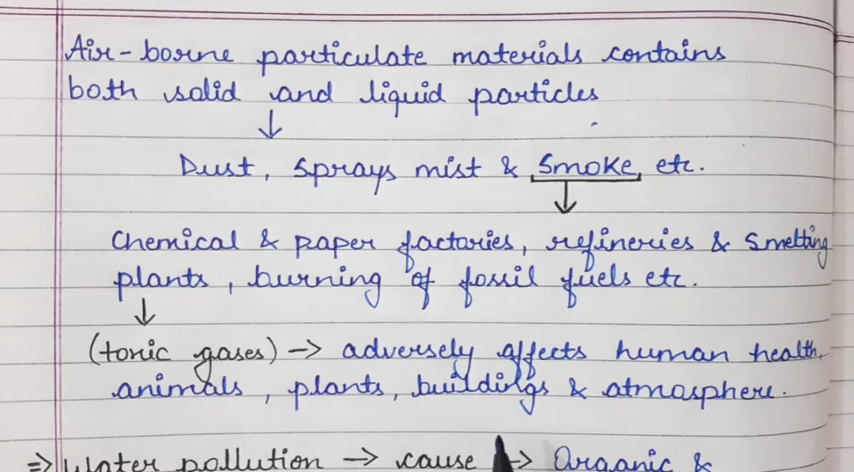 Air-borne particulate materials contains
both solid and liquid particles
↓
Dust, Sprays mist & Smoke, etc.
↓
Chemical & paper factories, refineries & smelting
plants, burning of fossil fuels etc.
↓
(tonic gases) → adversely affects human health,
animals, plants, buildings & atmosphere.
⇒ Water pollution → cause → Organic &